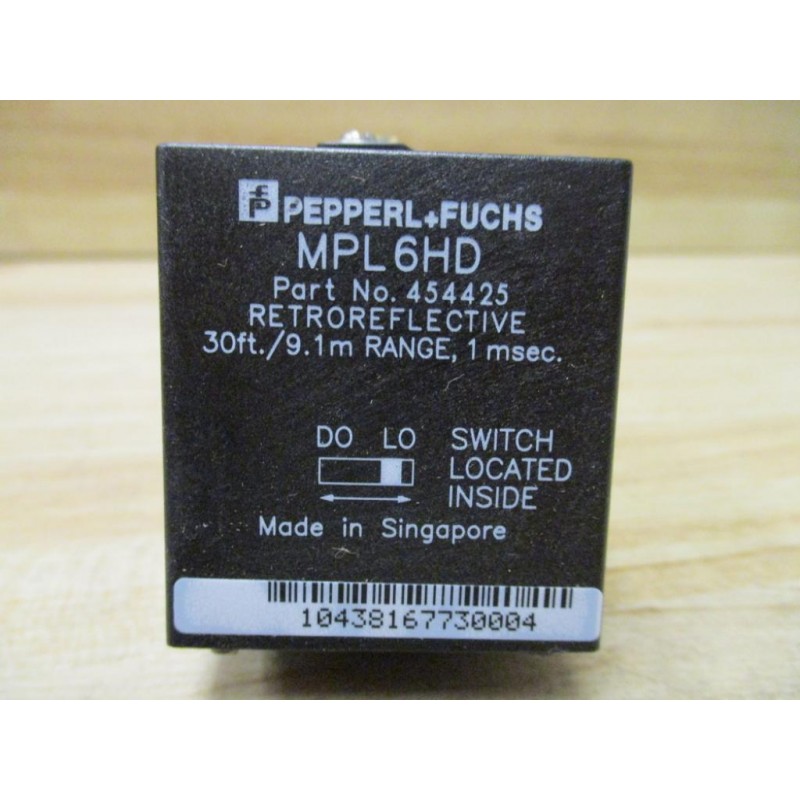 PEPPERL+FUCHS
MPL6HD
Part No. 454425
RETROREFLECTIVE
30ft./9.1m RANGE, 1 msec.
DO LO SWITCH
LOCATED
INSIDE
Made in Singapore
10438167730004